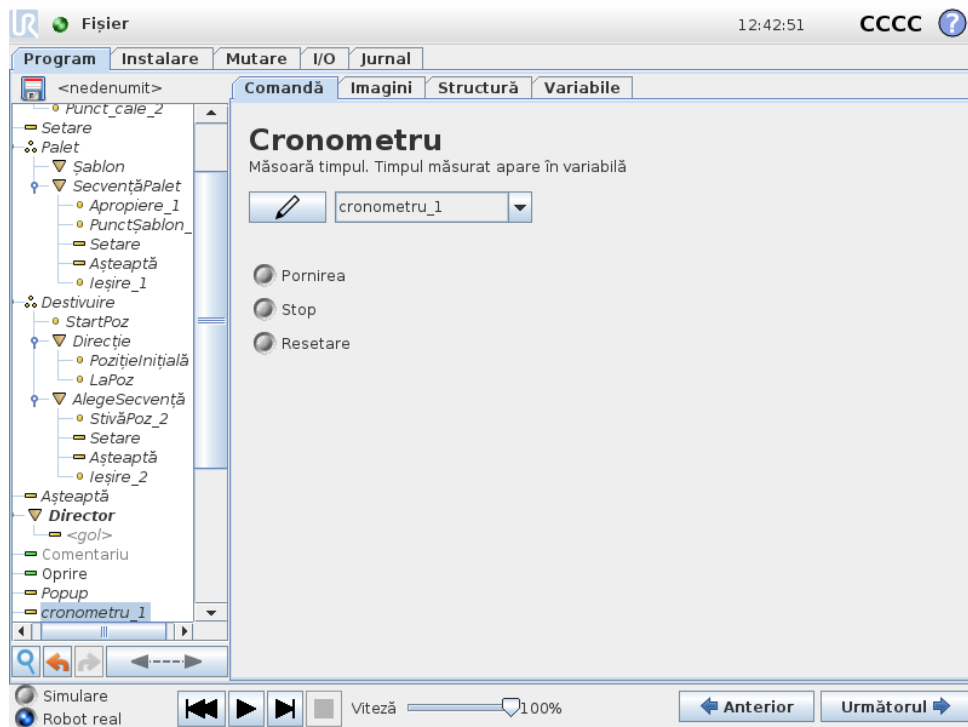 UR Fișier 12:42:51 CCCC ?
Program Instalare Mutare I/O Jurnal
<nedenumit>
Comandă Imagini Structură Variabile
Punct_cale_2
Setare
Palet
Șablon
SecvențăPalet
Apropiere_1
PunctȘablon_
Setare
Așteaptă
Ieșire_1
Destivuire
StartPoz
Direcție
PozițieInițială
LaPoz
AlegeSecvență
StivăPoz_2
Setare
Așteaptă
Ieșire_2
Așteaptă
Director
<gol>
Comentariu
Oprire
Popup
cronometru_1
Cronometru
Măsoară timpul. Timpul măsurat apare în variabilă
cronometru_1
Pornirea
Stop
Resetare
Simulare
Robot real
Viteză 100%
Anterior Următorul